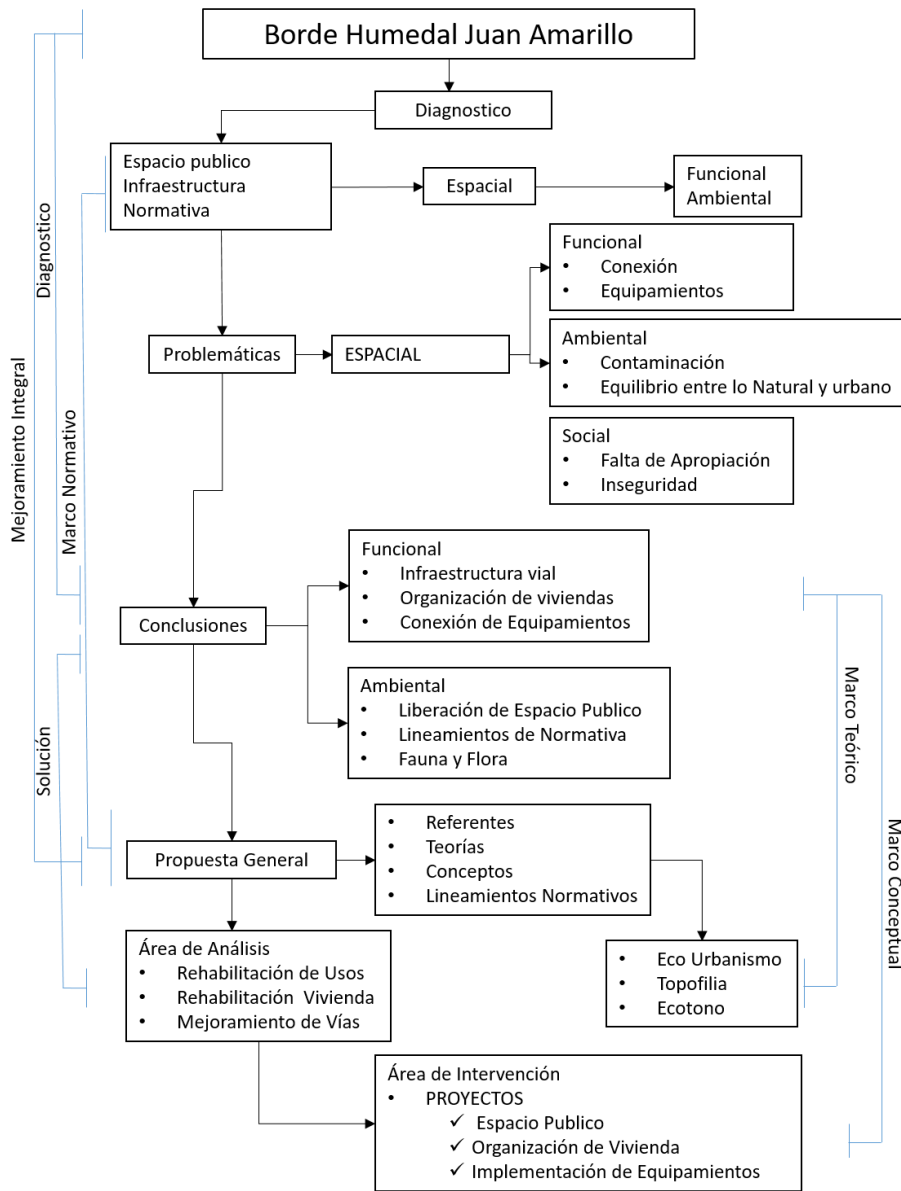 Borde Humedal Juan Amarillo
Diagnostico
Espacio publico
Infraestructura
Normativa
Espacial
Funcional
Ambiental
Funcional
• Conexión
• Equipamientos
Problemáticas
ESPACIAL
Ambiental
• Contaminación
• Equilibrio entre lo Natural y urbano
Social
• Falta de Apropiación
• Inseguridad
Conclusiones
Funcional
• Infraestructura vial
• Organización de viviendas
• Conexión de Equipamientos
Ambiental
• Liberación de Espacio Publico
• Lineamientos de Normativa
• Fauna y Flora
Propuesta General
• Referentes
• Teorías
• Conceptos
• Lineamientos Normativos
Área de Análisis
• Rehabilitación de Usos
• Rehabilitación Vivienda
• Mejoramiento de Vías
• Eco Urbanismo
• Topofilia
• Ecotono
Área de Intervención
• PROYECTOS
✓ Espacio Publico
✓ Organización de Vivienda
✓ Implementación de Equipamientos
Mejoramiento Integral
Diagnostico
Marco Normativo
Solución
Marco Teórico
Marco Conceptual